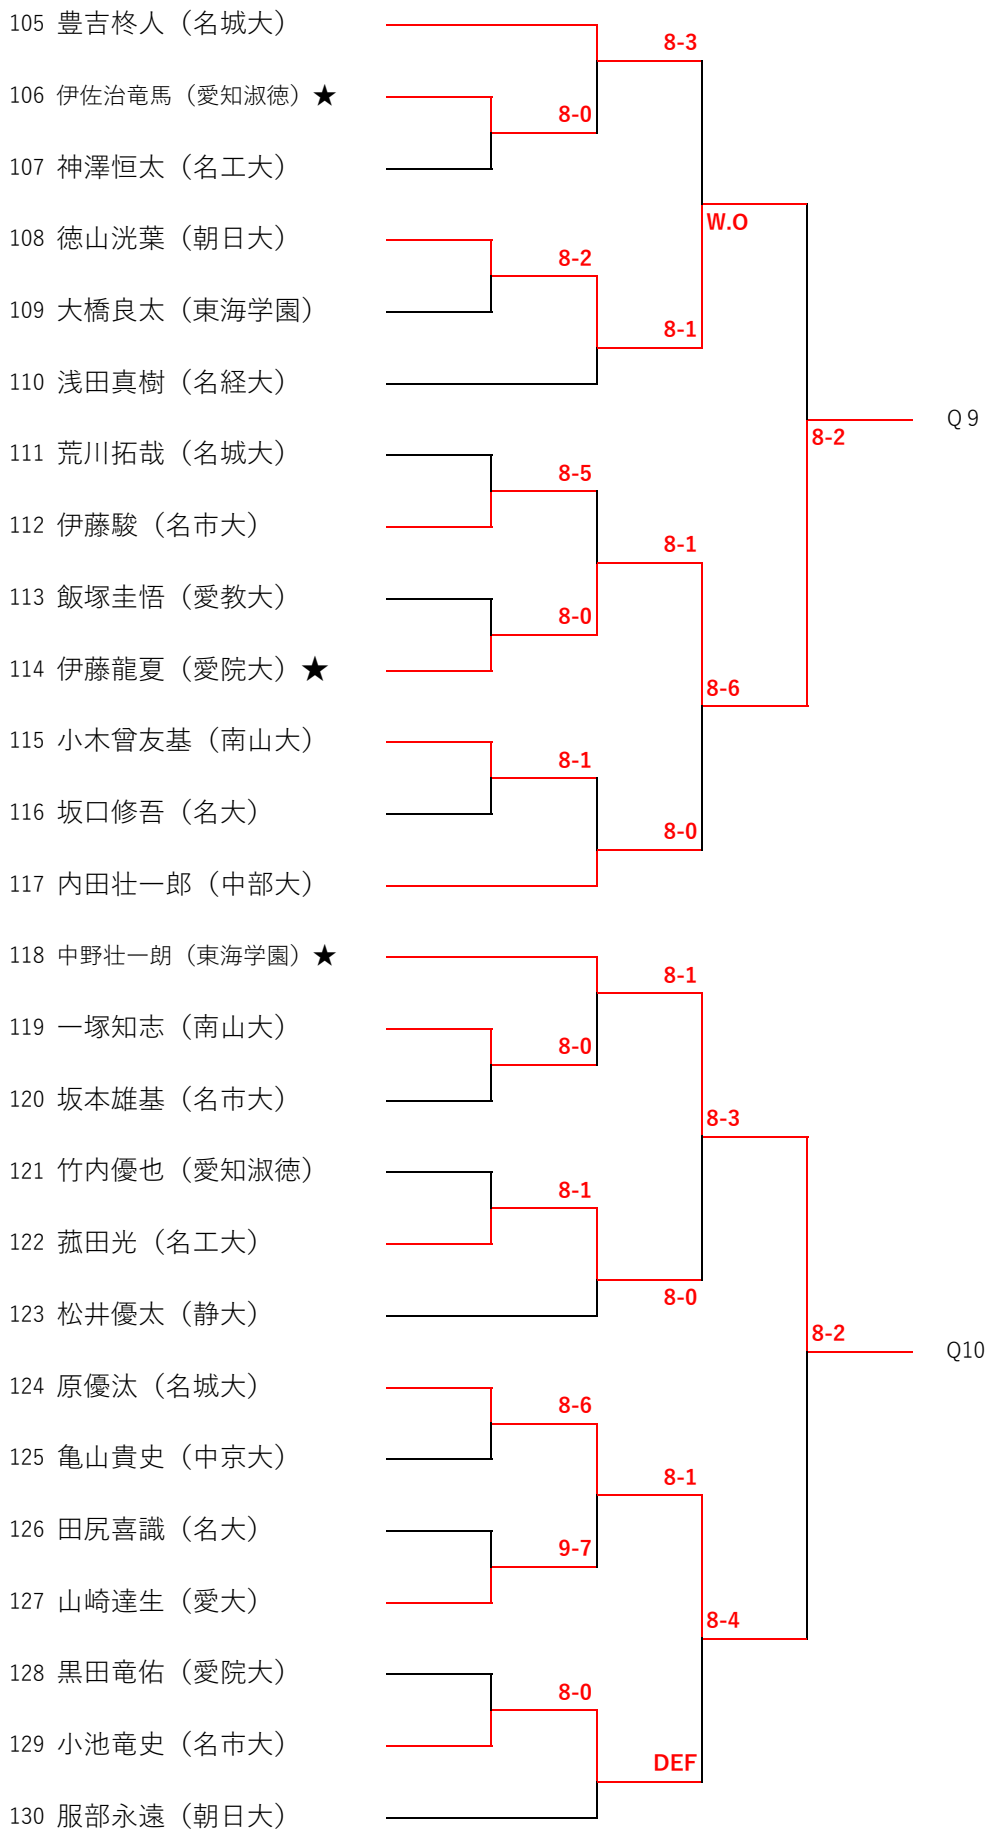 105 豊吉柊人（名城大）
8-3
106 伊佐治竜馬（愛知淑徳）★
8-0
107 神澤恒太（名工大）
W.O
108 徳山洸葉（朝日大）
8-2
109 大橋良太（東海学園）
8-1
110 浅田真樹（名経大）
Q 9
8-2
111 荒川拓哉（名城大）
8-5
112 伊藤駿（名市大）
8-1
113 飯塚圭悟（愛教大）
8-0
114 伊藤龍夏（愛院大）★
8-6
115 小木曾友基（南山大）
8-1
116 坂口修吾（名大）
8-0
117 内田壮一郎（中部大）
118 中野壮一朗（東海学園）★
8-1
119 一塚知志（南山大）
8-0
120 坂本雄基（名市大）
8-3
121 竹内優也（愛知淑徳）
8-1
122 菰田光（名工大）
8-0
123 松井優太（静大）
8-2
Q10
124 原優汰（名城大）
8-6
125 亀山貴史（中京大）
8-1
126 田尻喜識（名大）
9-7
127 山崎達生（愛大）
8-4
128 黒田竜佑（愛院大）
8-0
129 小池竜史（名市大）
DEF
130 服部永遠（朝日大）